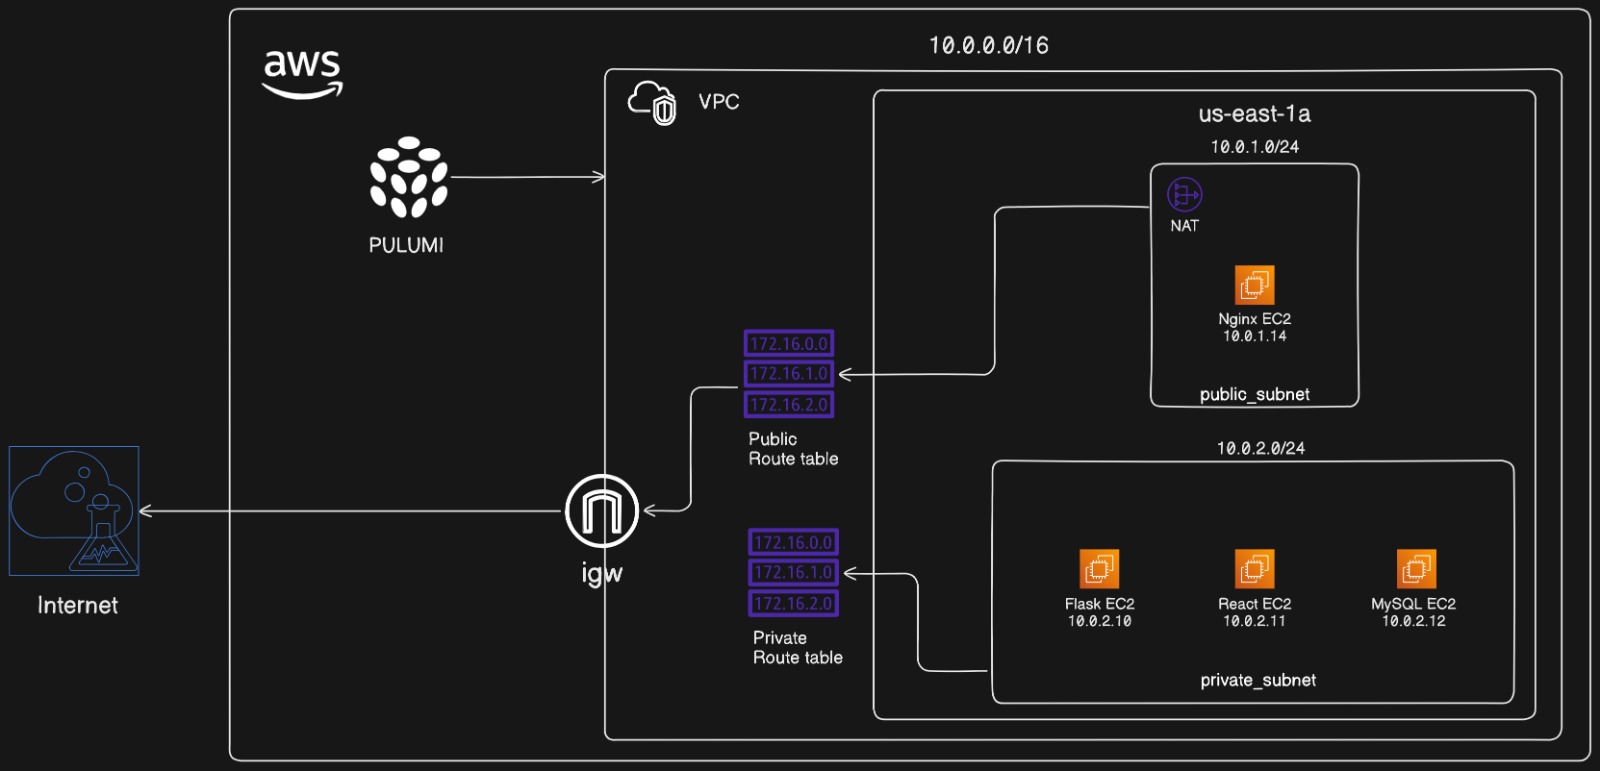 aws
10.0.0.0/16
VPC
us-east-1a
10.0.1.0/24
NAT
Nginx EC2
10.0.1.14
public_subnet
PULUMI
172.16.0.0
172.16.1.0
172.16.2.0
Public
Route table
10.0.2.0/24
Flask EC2
10.0.2.10
React EC2
10.0.2.11
MySQL EC2
10.0.2.12
private_subnet
172.16.0.0
172.16.1.0
172.16.2.0
Private
Route table
igw
Internet